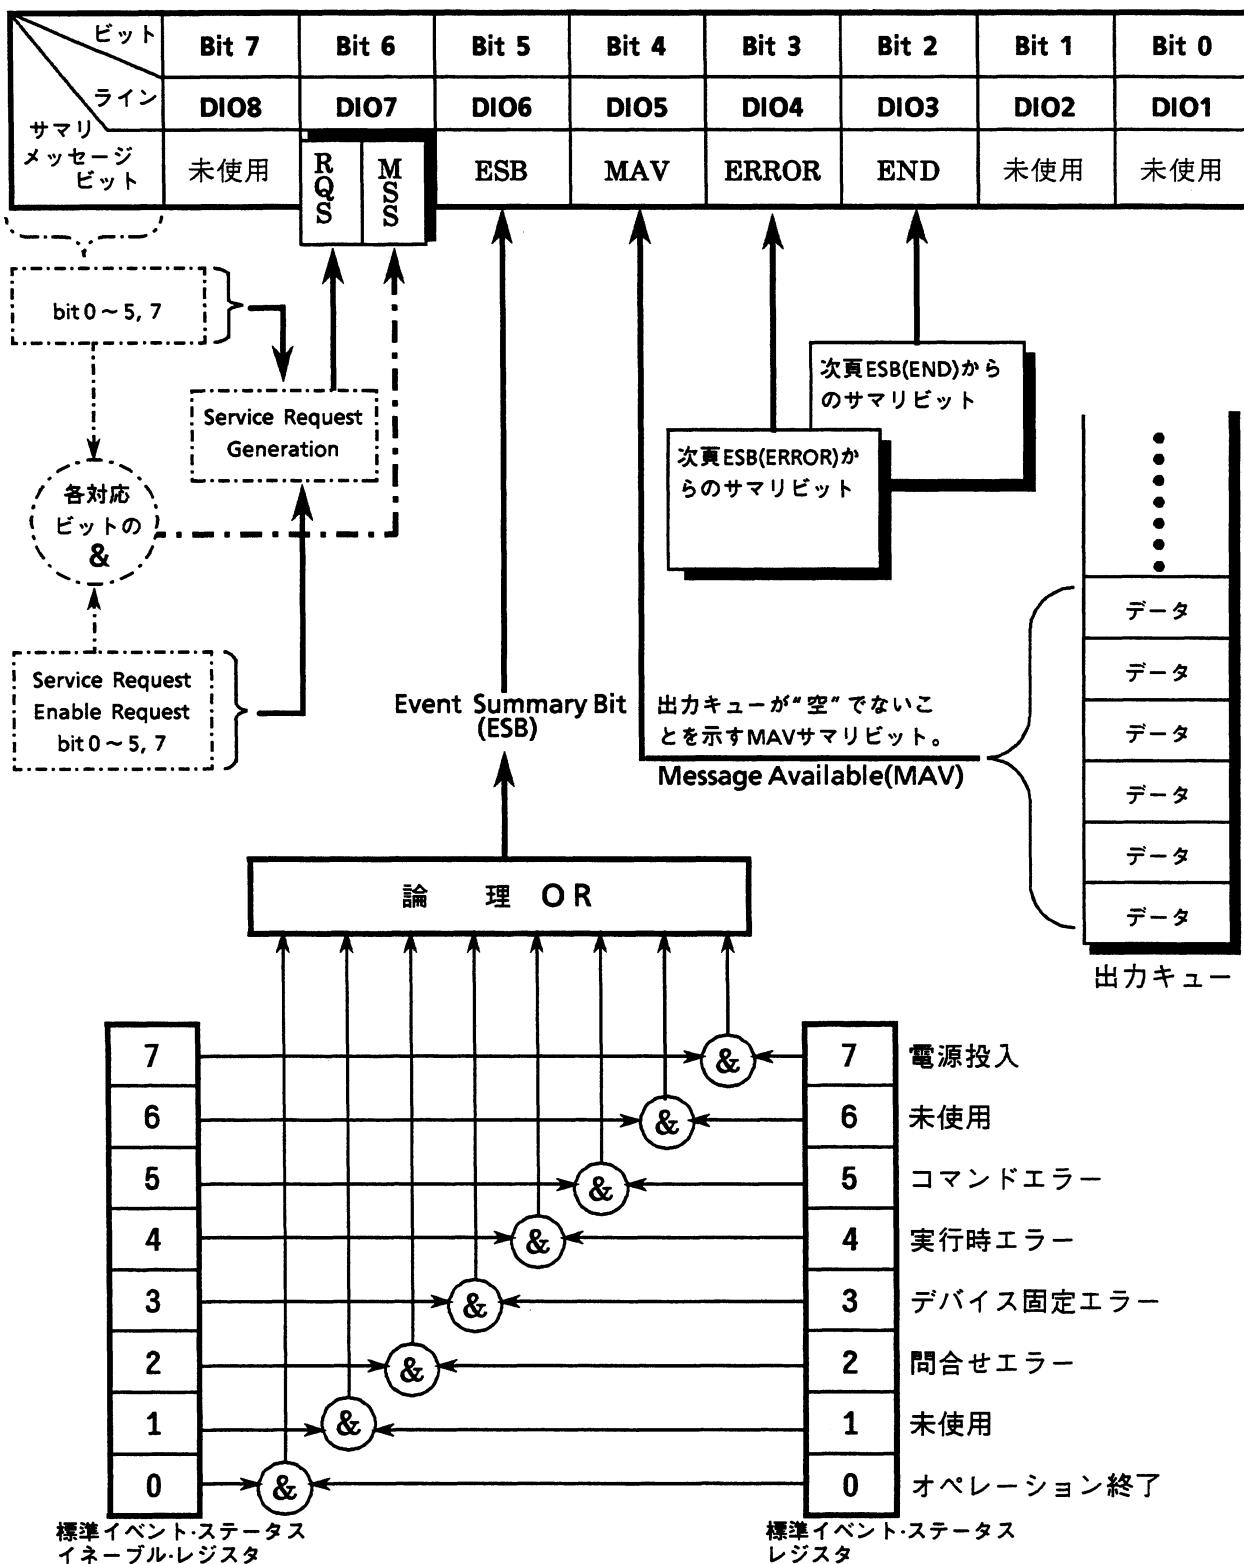 ビット Bit 7 Bit 6 Bit 5 Bit 4 Bit 3 Bit 2 Bit 1 Bit 0
ライン DIO8 DIO7 DIO6 DIO5 DIO4 DIO3 DIO2 DIO1
サマリ
メッセージ
ビット
未使用 RQS MSS ESB MAV ERROR END 未使用 未使用
bit 0 ~ 5, 7
Service Request
Generation
各対応
ビットの
&
Service Request
Enable Request
bit 0 ~ 5, 7
次頁ESB(END)から
のサマリビット
次頁ESB(ERROR)か
らのサマリビット
Event Summary Bit
(ESB)
出力キューが“空”でないこ
とを示すMAVサマリビット。
Message Available(MAV)
データ
データ
データ
データ
データ
データ
出力キュー
論 理 OR
7 & 7 電源投入
6 & 6 未使用
5 & 5 コマンドエラー
4 & 4 実行時エラー
3 & 3 デバイス固定エラー
2 & 2 問合せエラー
1 & 1 未使用
0 & 0 オペレーション終了
標準イベント·ステータス
イネーブル·レジスタ
標準イベント·ステータス
レジスタ